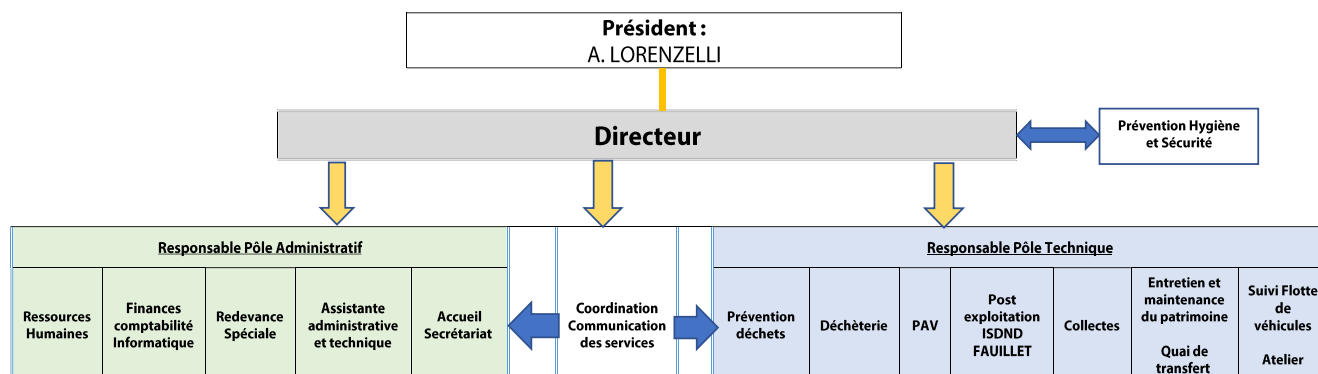 Président :
A. LORENZELLI
Directeur
Prévention Hygiène
et Sécurité
Responsable Pôle Administratif
Ressources
Humaines
Finances
comptabilité
Informatique
Redevance
Spéciale
Assistante
administrative
et technique
Accueil
Secrétariat
Coordination
Communication
des services
Responsable Pôle Technique
Prévention
déchets
Déchèterie
PAV
Post
exploitation
ISDND
FAUILLET
Collectes
Entretien et
maintenance
du patrimoine
Quai de
transfert
Suivi Flotte
de
véhicules
Atelier